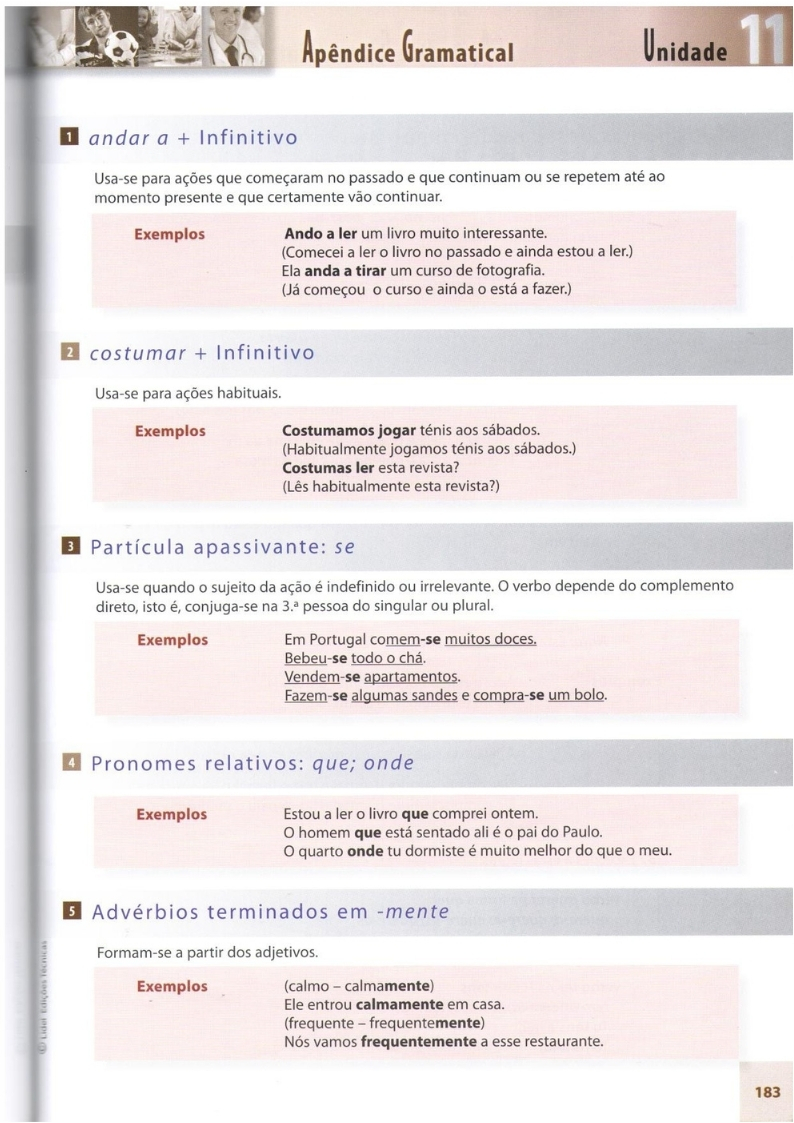 Apêndice Gramatical Unidade 11
1 andar a + Infinitivo
Usa-se para ações que começaram no passado e que continuam ou se repetem até ao
momento presente e que certamente vão continuar.
Exemplos Ando a ler um livro muito interessante.
(Comecei a ler o livro no passado e ainda estou a ler.)
Ela anda a tirar um curso de fotografia.
(Já começou o curso e ainda o está a fazer.)
2 costumar + Infinitivo
Usa-se para ações habituais.
Exemplos Costumamos jogar ténis aos sábados.
(Habitualmente jogamos ténis aos sábados.)
Costumas ler esta revista?
(Lês habitualmente esta revista?)
3 Partícula apassivante: se
Usa-se quando o sujeito da ação é indefinido ou irrelevante. O verbo depende do complemento
direto, isto é, conjuga-se na 3.ª pessoa do singular ou plural.
Exemplos Em Portugal comem-se muitos doces.
Bebeu-se todo o chá.
Vendem-se apartamentos.
Fazem-se algumas sandes e compra-se um bolo.
4 Pronomes relativos: que; onde
Exemplos Estou a ler o livro que comprei ontem.
O homem que está sentado ali é o pai do Paulo.
O quarto onde tu dormiste é muito melhor do que o meu.
5 Advérbios terminados em -mente
Formam-se a partir dos adjetivos.
Exemplos (calmo – calmamente)
Ele entrou calmamente em casa.
(frequente – frequentemente)
Nós vamos frequentemente a esse restaurante.
© Lidel Edições Técnicas
183